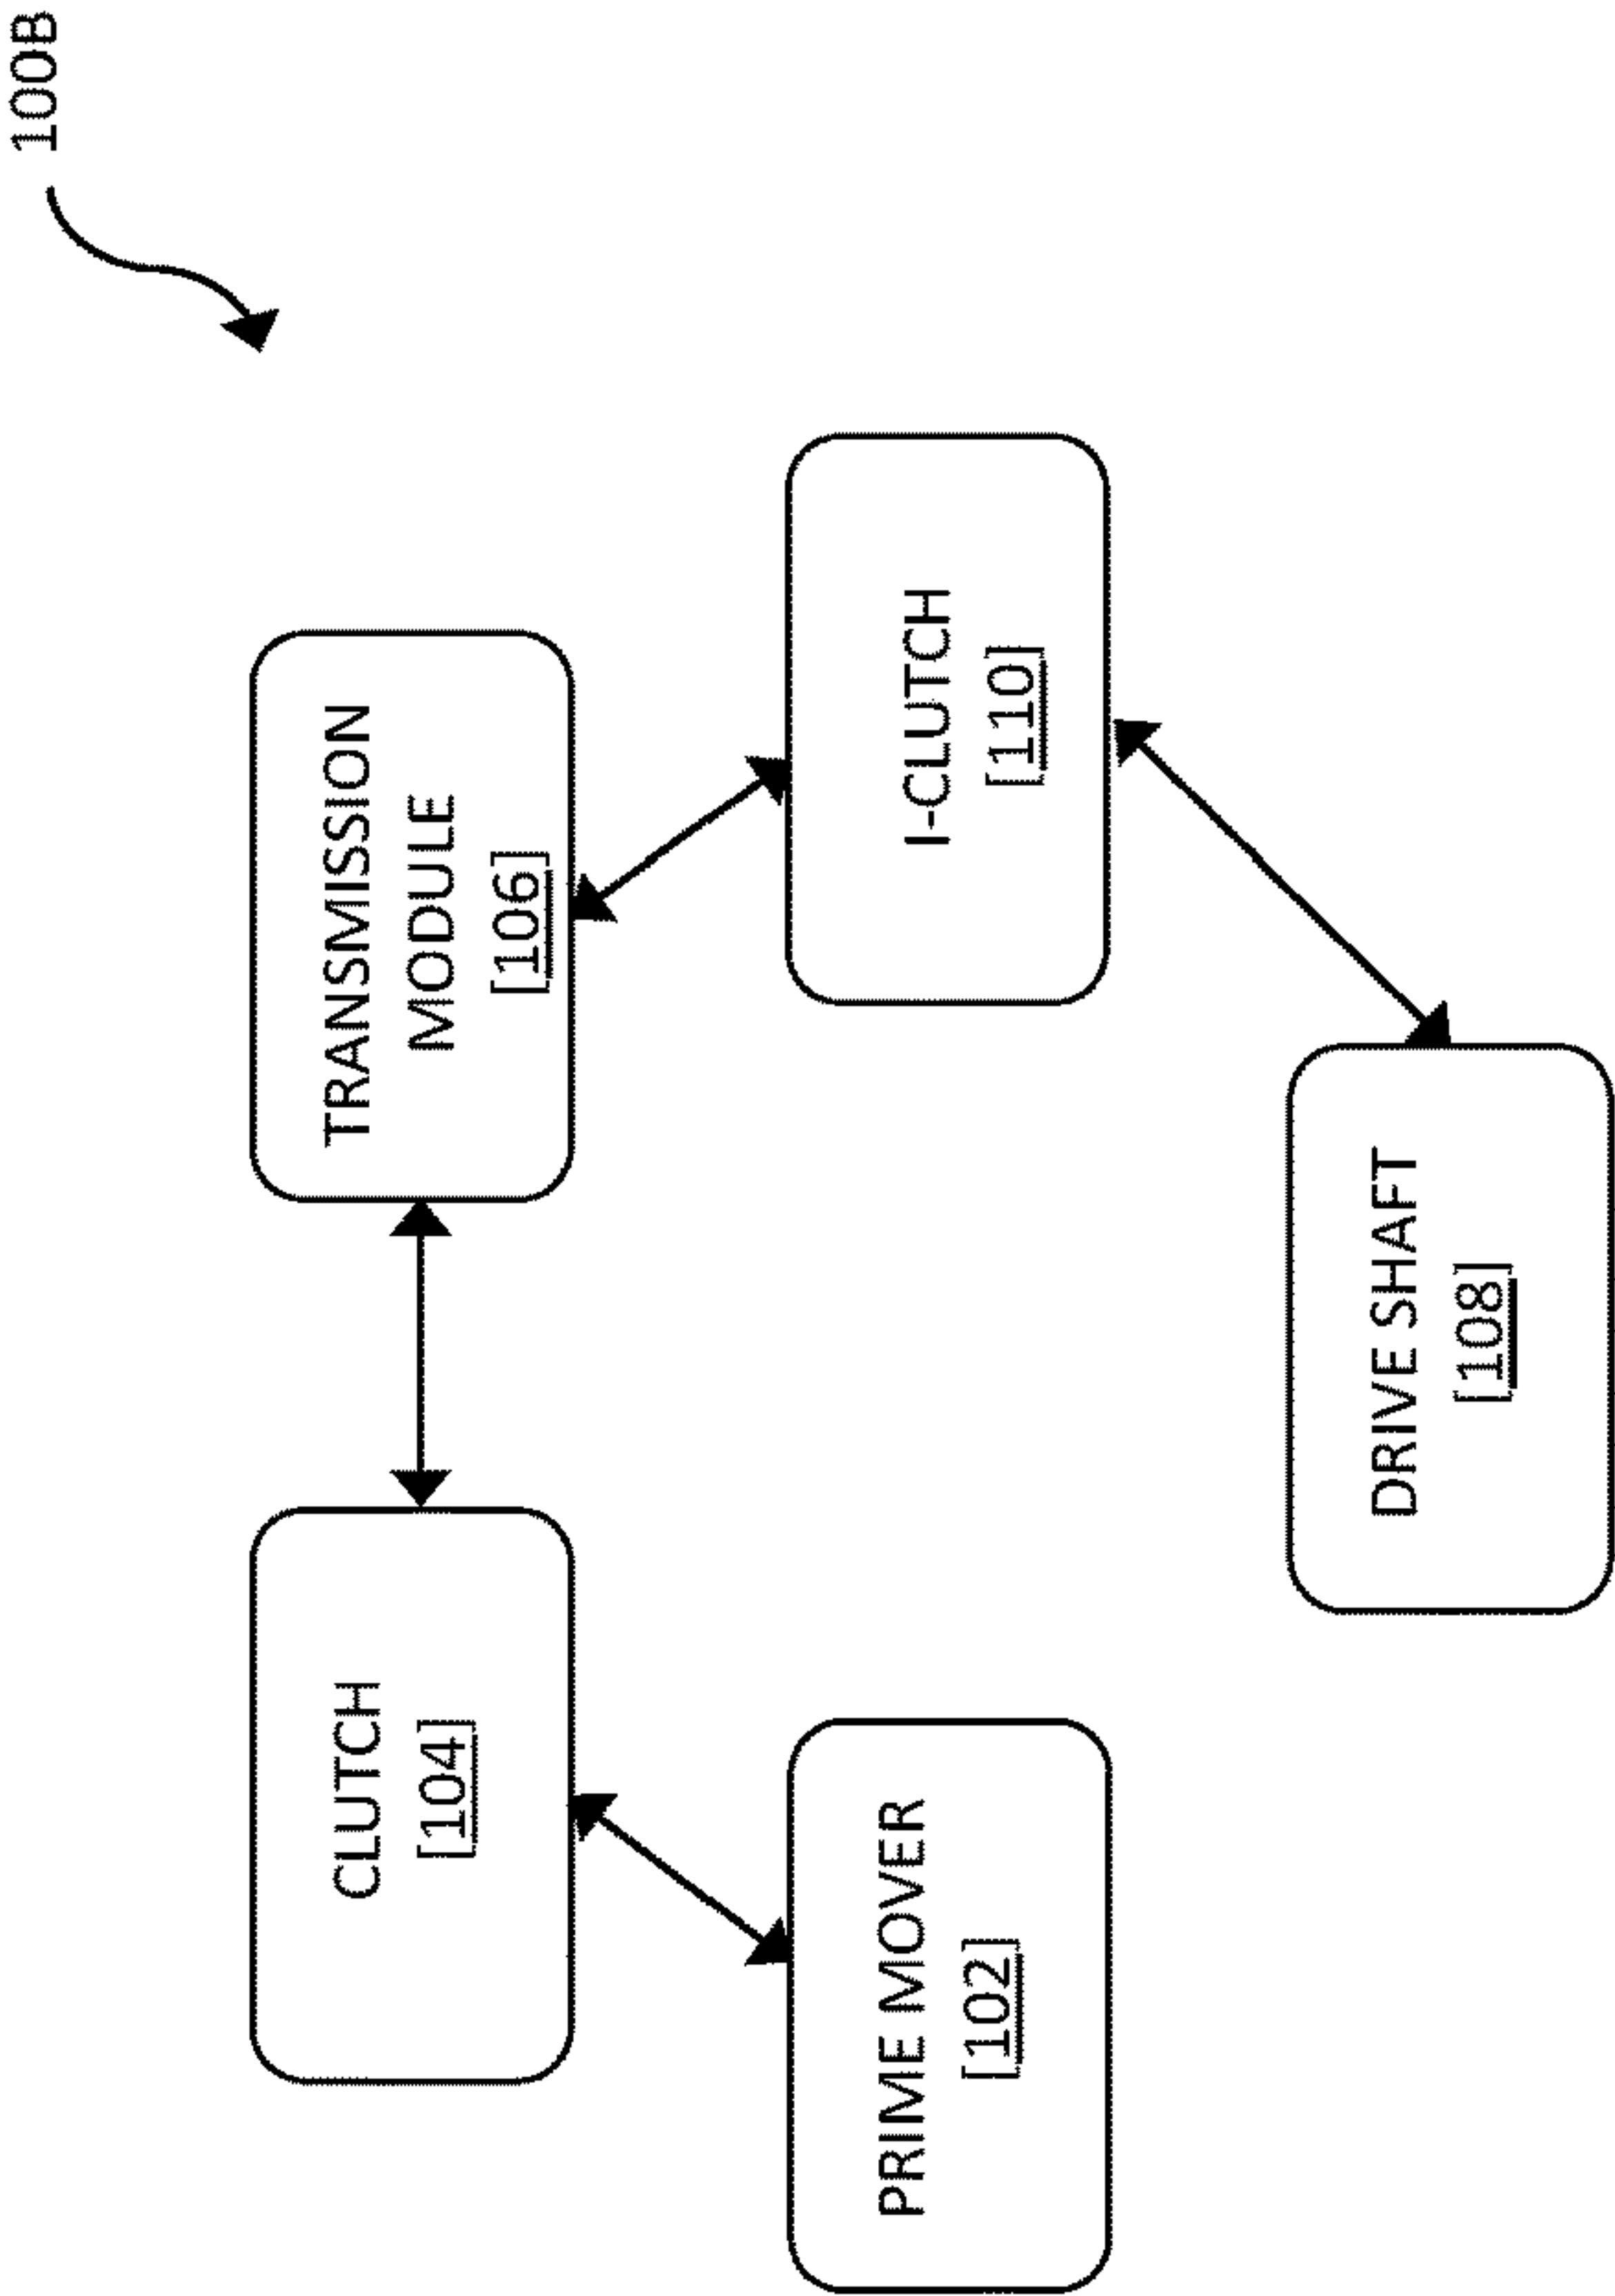 100B
CLUTCH
[104]
TRANSMISSION
MODULE
[106]
PRIME MOVER
[102]
I-CLUTCH
[110]
DRIVE SHAFT
[108]